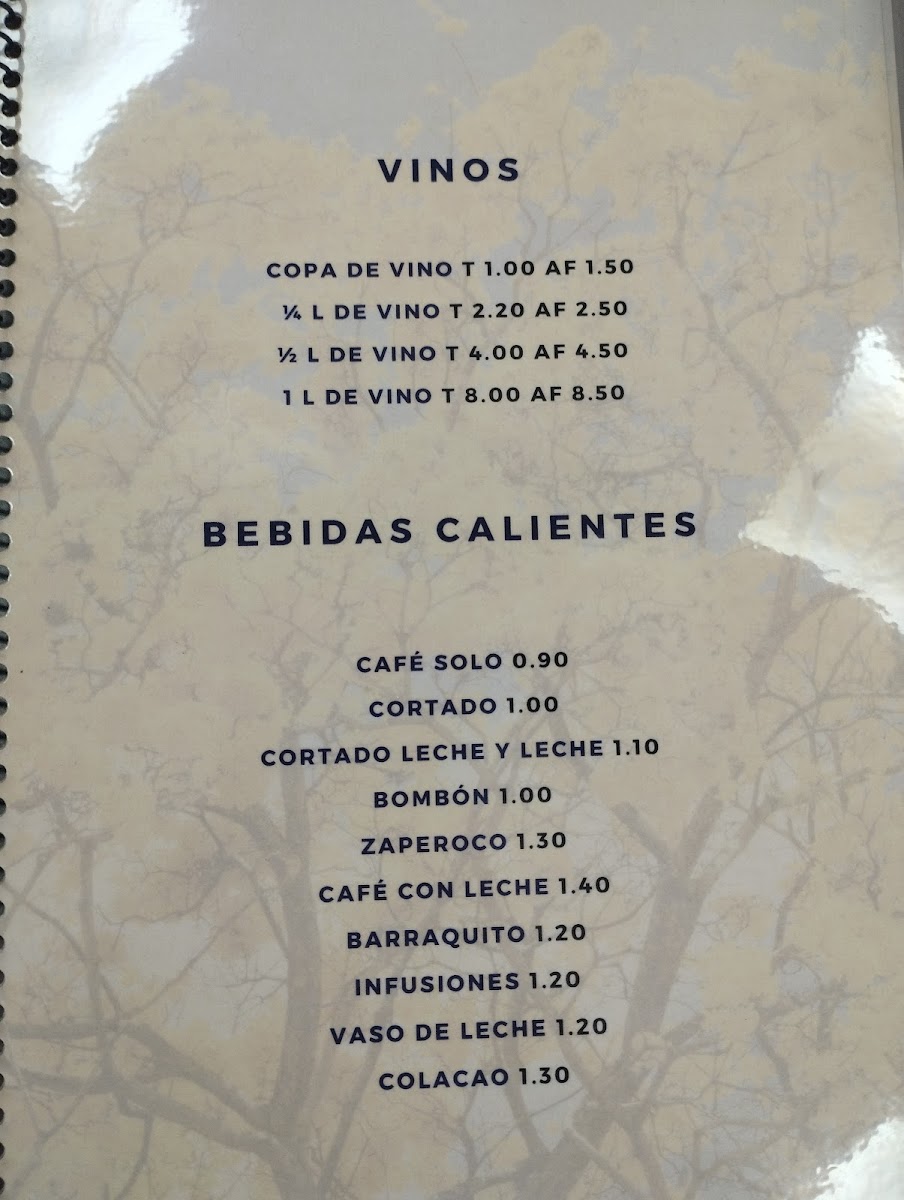 VINOS
COPA DE VINO T 1.00 AF 1.50
¼ L DE VINO T 2.20 AF 2.50
½ L DE VINO T 4.00 AF 4.50
1 L DE VINO T 8.00 AF 8.50
BEBIDAS CALIENTES
CAFÉ SOLO 0.90
CORTADO 1.00
CORTADO LECHE Y LECHE 1.10
BOMBÓN 1.00
ZAPEROCO 1.30
CAFÉ CON LECHE 1.40
BARRAQUITO 1.20
INFUSIONES 1.20
VASO DE LECHE 1.20
COLACAO 1.30